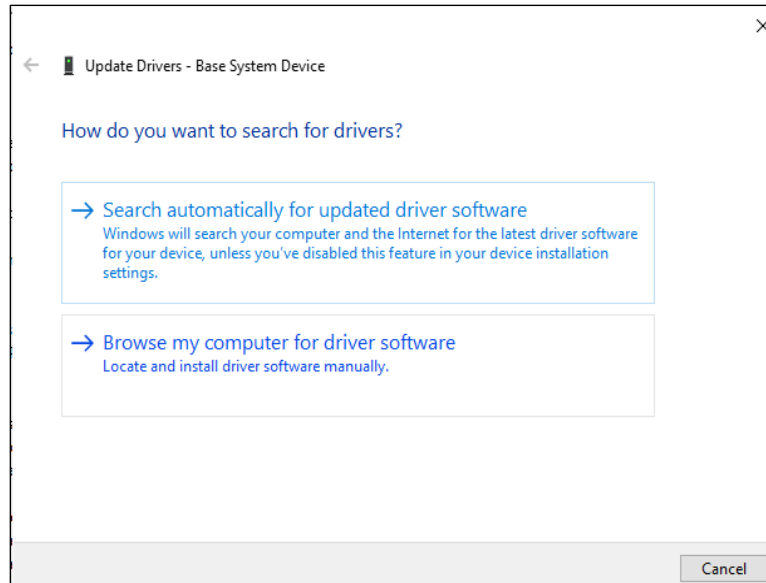 Update Drivers - Base System Device
How do you want to search for drivers?
Search automatically for updated driver software
Windows will search your computer and the Internet for the latest driver software
for your device, unless you've disabled this feature in your device installation
settings.
Browse my computer for driver software
Locate and install driver software manually.
Cancel